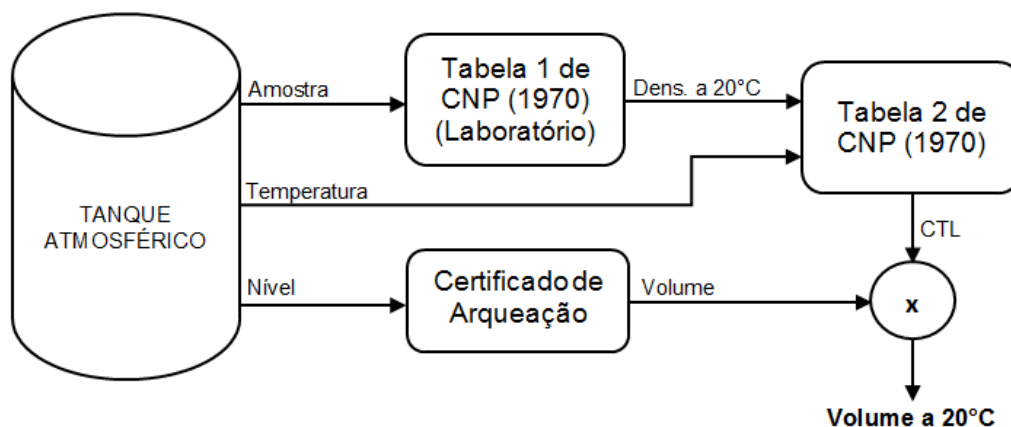 Amostra
Tabela 1 de
CNP (1970)
(Laboratório)
Dens. a 20°C
Tabela 2 de
CNP (1970)
Temperatura
TANQUE
ATMOSFÉRICO
CTL
Nível
Certificado de
Arqueação
Volume
x
Volume a 20°C